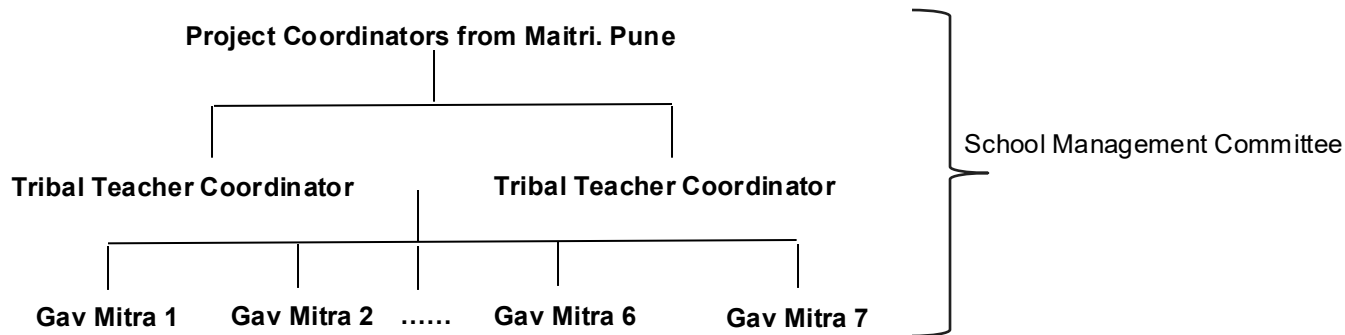 Project Coordinators from Maitri. Pune
School Management Committee
Tribal Teacher Coordinator Tribal Teacher Coordinator
Gav Mitra 1 Gav Mitra 2 ...... Gav Mitra 6 Gav Mitra 7